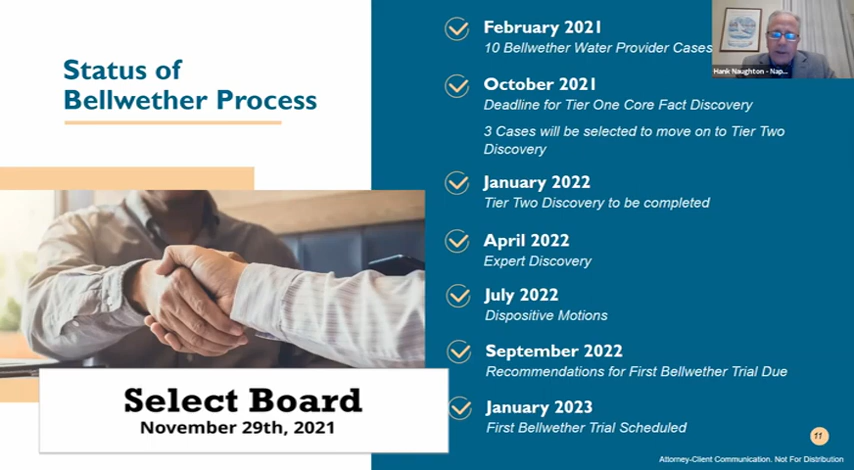 Status of
Bellwether Process
February 2021
10 Bellwether Water Provider Cases
Hank Naughton - Nap...
October 2021
Deadline for Tier One Core Fact Discovery
3 Cases will be selected to move on to Tier Two
Discovery
January 2022
Tier Two Discovery to be completed
April 2022
Expert Discovery
July 2022
Dispositive Motions
September 2022
Recommendations for First Bellwether Trial Due
January 2023
First Bellwether Trial Scheduled
Select Board
November 29th, 2021
11
Attorney-Client Communication. Not For Distribution